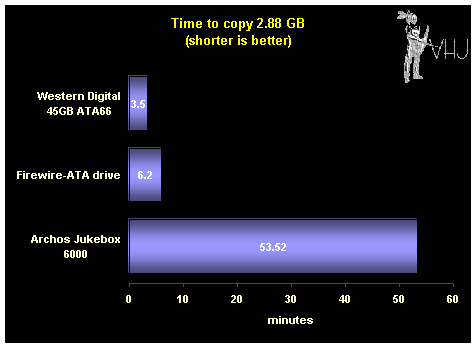 Time to copy 2.88 GB
(shorter is better)
VHJ
Western Digital
45GB ATA66
3.5
Firewire-ATA drive
6.2
Archos Jukebox
6000
53.52
0 10 20 30 40 50 60
minutes